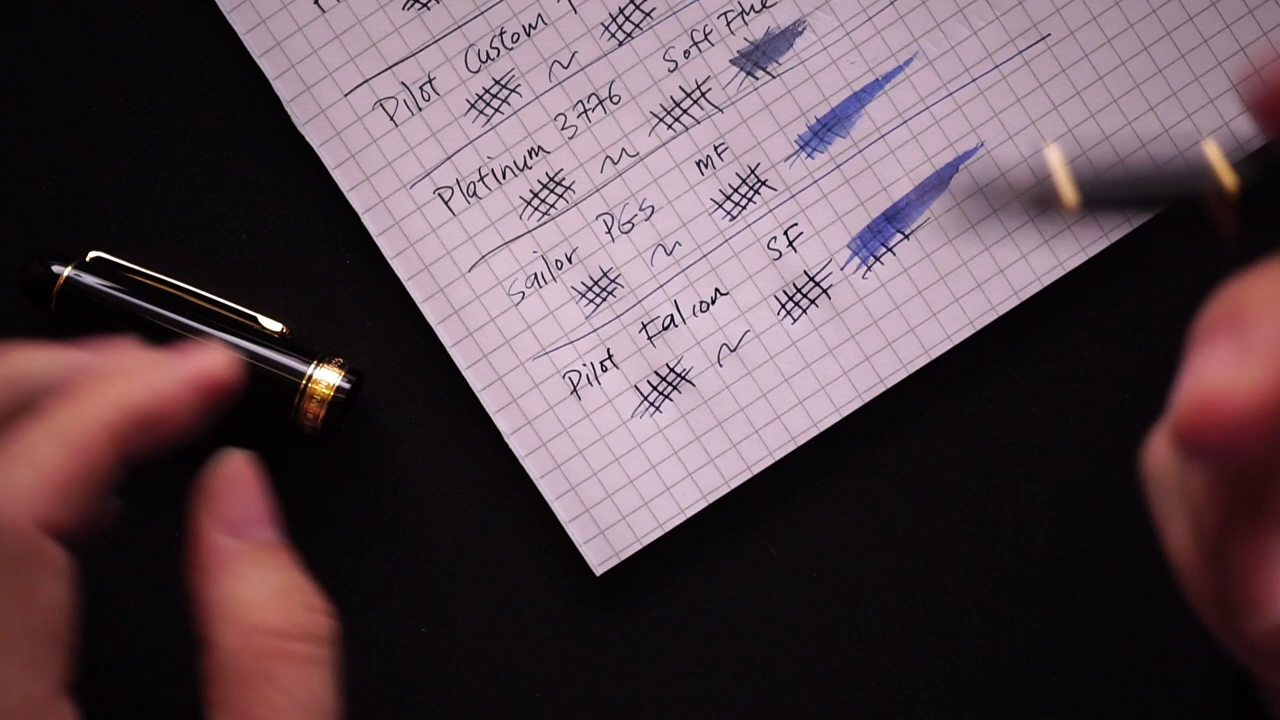 Pilot Custom
Platinum 3776 Soft Fine
Sailor PGS MF
Pilot Falcon SF